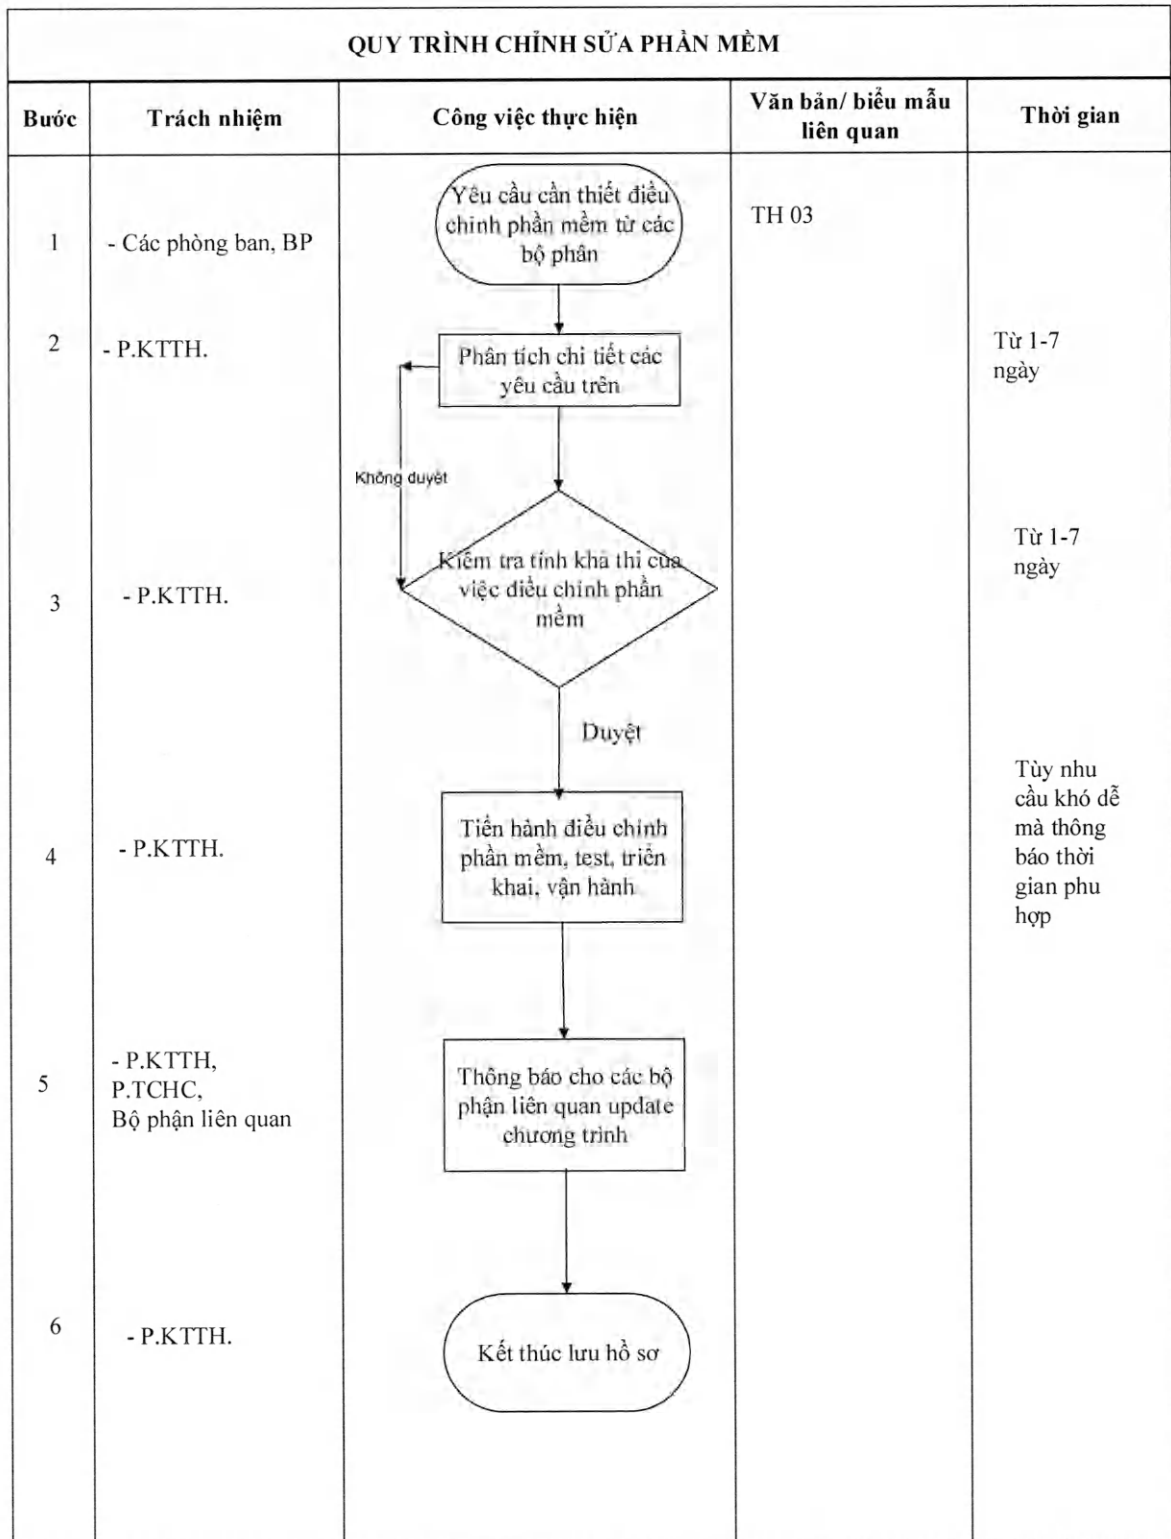 QUY TRÌNH CHỈNH SỬA PHẦN MỀM
Bước
Trách nhiệm
Công việc thực hiện
Văn bản/ biểu mẫu
liên quan
Thời gian
1
- Các phòng ban, BP
Yêu cầu cần thiết điều
chỉnh phần mềm từ các
bộ phân
TH 03
2
- P.KTTH.
Phân tích chi tiết các
yêu cầu trên
Từ 1-7
ngày
Không duyệt
3
- P.KTTH.
Kiểm tra tính khả thi của
việc điều chỉnh phần
mềm
Từ 1-7
ngày
Duyệt
4
- P.KTTH.
Tiến hành điều chỉnh
phần mềm, test, triển
khai, vận hành
Tùy nhu
cầu khó dễ
mà thông
báo thời
gian phu
hợp
5
- P.KTTH,
P.TCHC,
Bộ phận liên quan
Thông báo cho các bộ
phận liên quan update
chương trình
6
- P.KTTH.
Kết thúc lưu hồ sơ